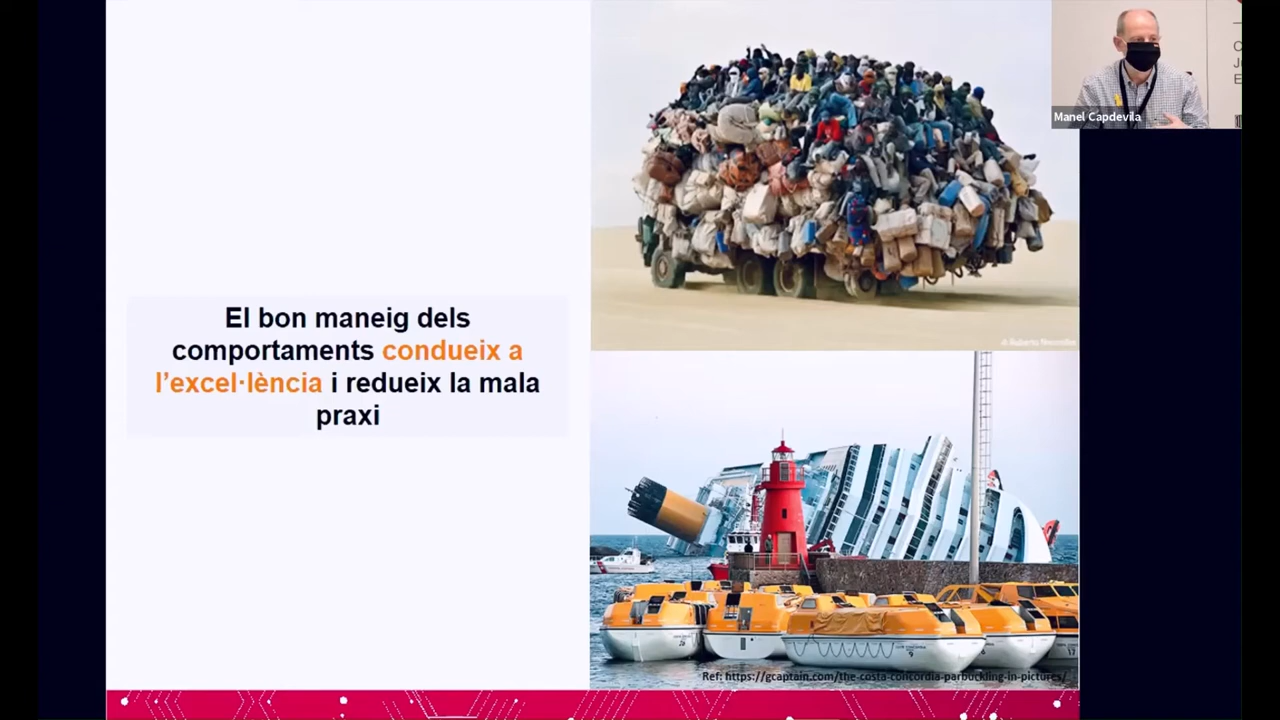 El bon maneig dels
comportaments condueix a
l'excel·lència i redueix la mala
praxi
Manel Capdevila
Ref: https://gcaptain.com/the-costa-concordia-parbuckling-in-pictures/